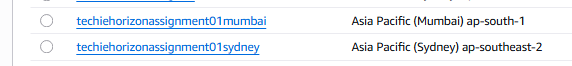 techiehorizonassignment01mumbai Asia Pacific (Mumbai) ap-south-1
techiehorizonassignment01sydney Asia Pacific (Sydney) ap-southeast-2